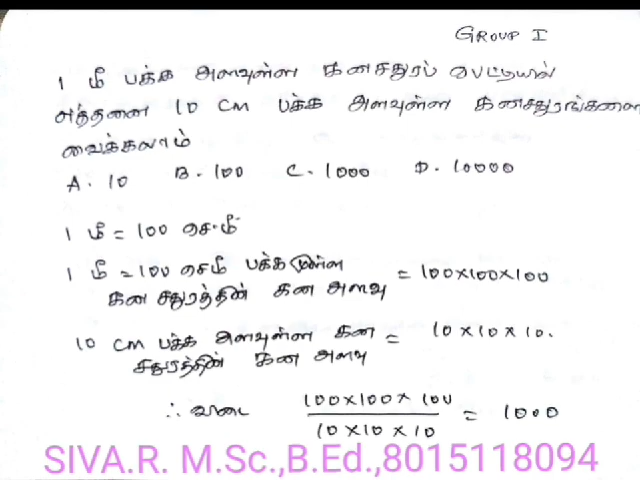 GROUP I
1 மீ பக்க அளவுள்ள கனசதுரப் பெட்டியில்
எத்தனை 10 CM பக்க அளவுள்ள கனசதுரங்களை
வைக்கலாம்
A. 10 B. 100 C. 1000 D. 10000
1 மீ = 100 செ.மீ
1 மீ = 100 செமீ பக்கமுள்ள
கன சதுரத்தின் கன அளவு = 100×100×100
10 CM பக்க அளவுள்ள கன
சதுரத்தின் கன அளவு = 10×10×10.
∴ விடை 100×100×100 / 10×10×10 = 1000
SIVA.R. M.Sc.,B.Ed.,8015118094